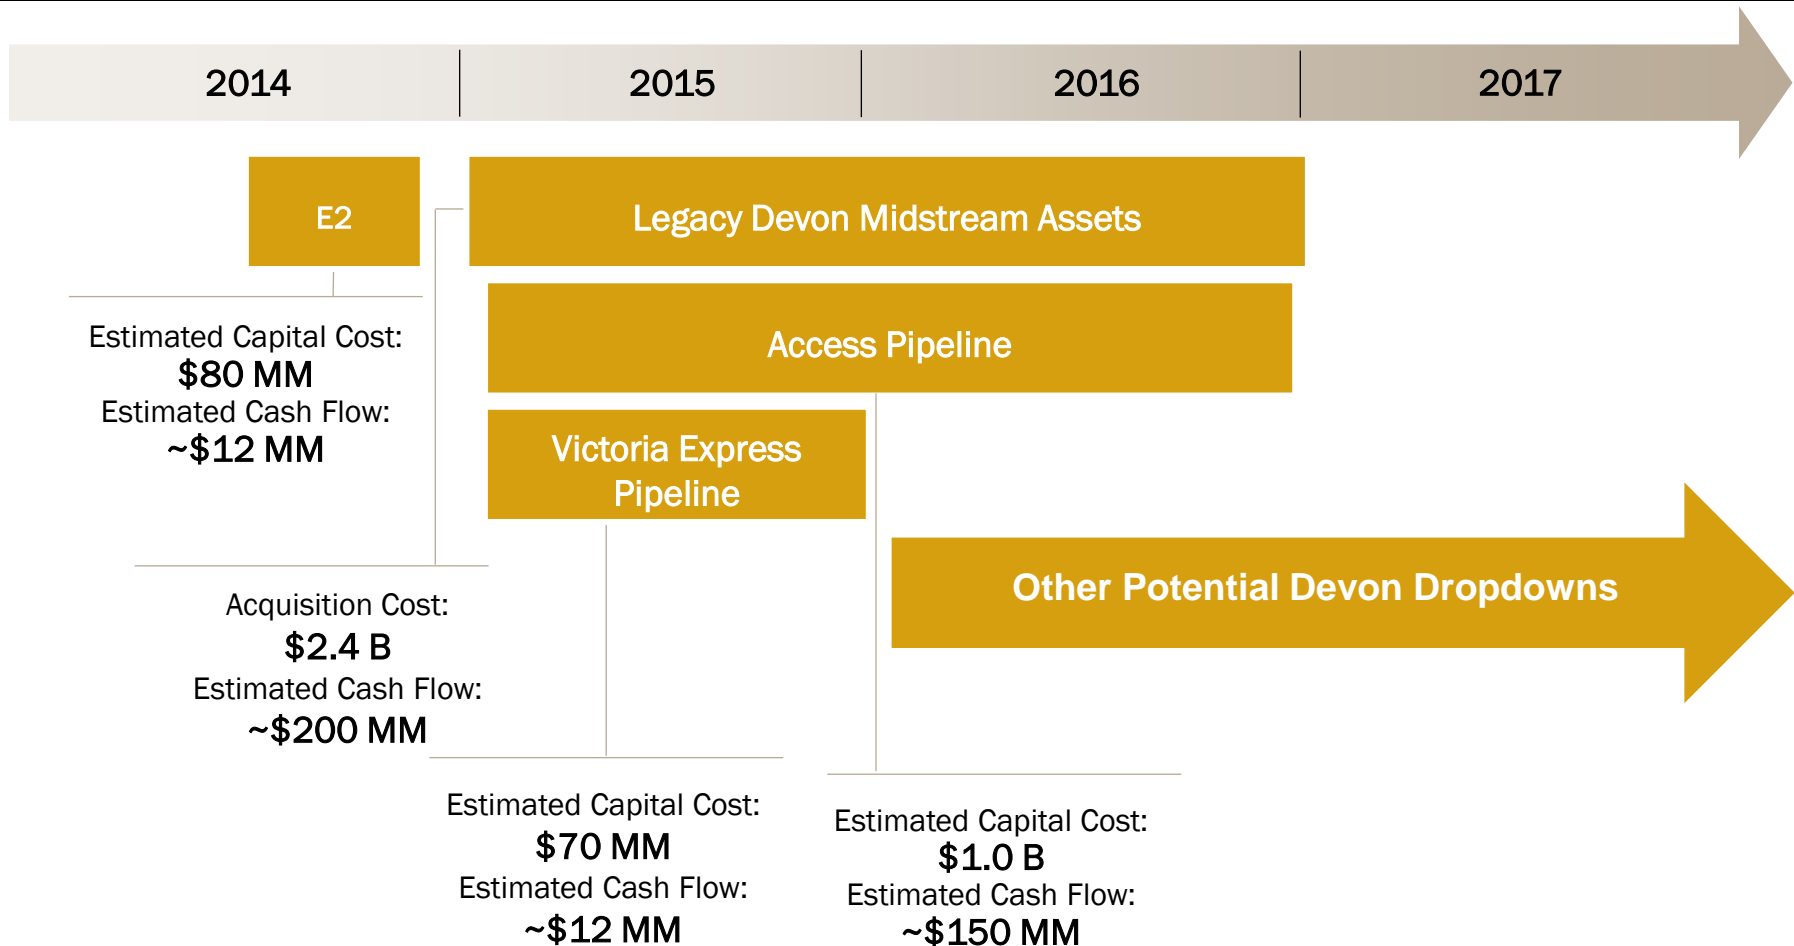 2014
2015
2016
2017
E2
Legacy Devon Midstream Assets
Access Pipeline
Victoria Express
Pipeline
Other Potential Devon Dropdowns
Estimated Capital Cost:
$80 MM
Estimated Cash Flow:
~$12 MM
Acquisition Cost:
$2.4 B
Estimated Cash Flow:
~$200 MM
Estimated Capital Cost:
$70 MM
Estimated Cash Flow:
~$12 MM
Estimated Capital Cost:
$1.0 B
Estimated Cash Flow:
~$150 MM